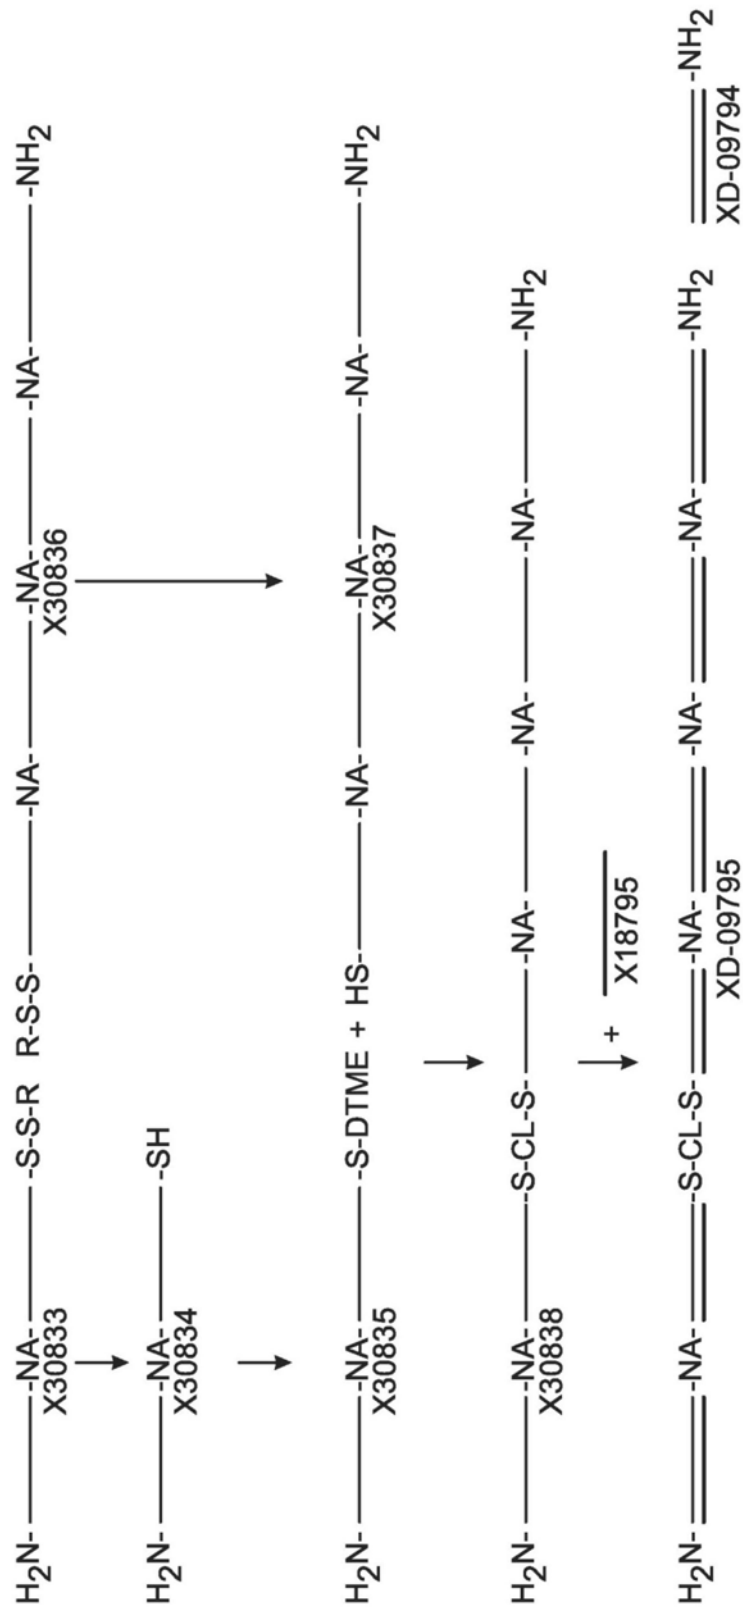 H2N- -NA- -S-S-R R-S-S- -NA- -NA- -NA- -NH2
X30833 X30836
H2N- -NA- -SH
X30834
H2N- -NA- -S-DTME + HS- -NA- -NA- -NA- -NH2
X30835 X30837
H2N- -NA- -S-CL-S- -NA- -NA- -NA- -NH2
X30838
+ X18795
H2N- -NA- -S-CL-S- -NA- -NA- -NA- -NH2 -NH2
XD-09795 XD-09794